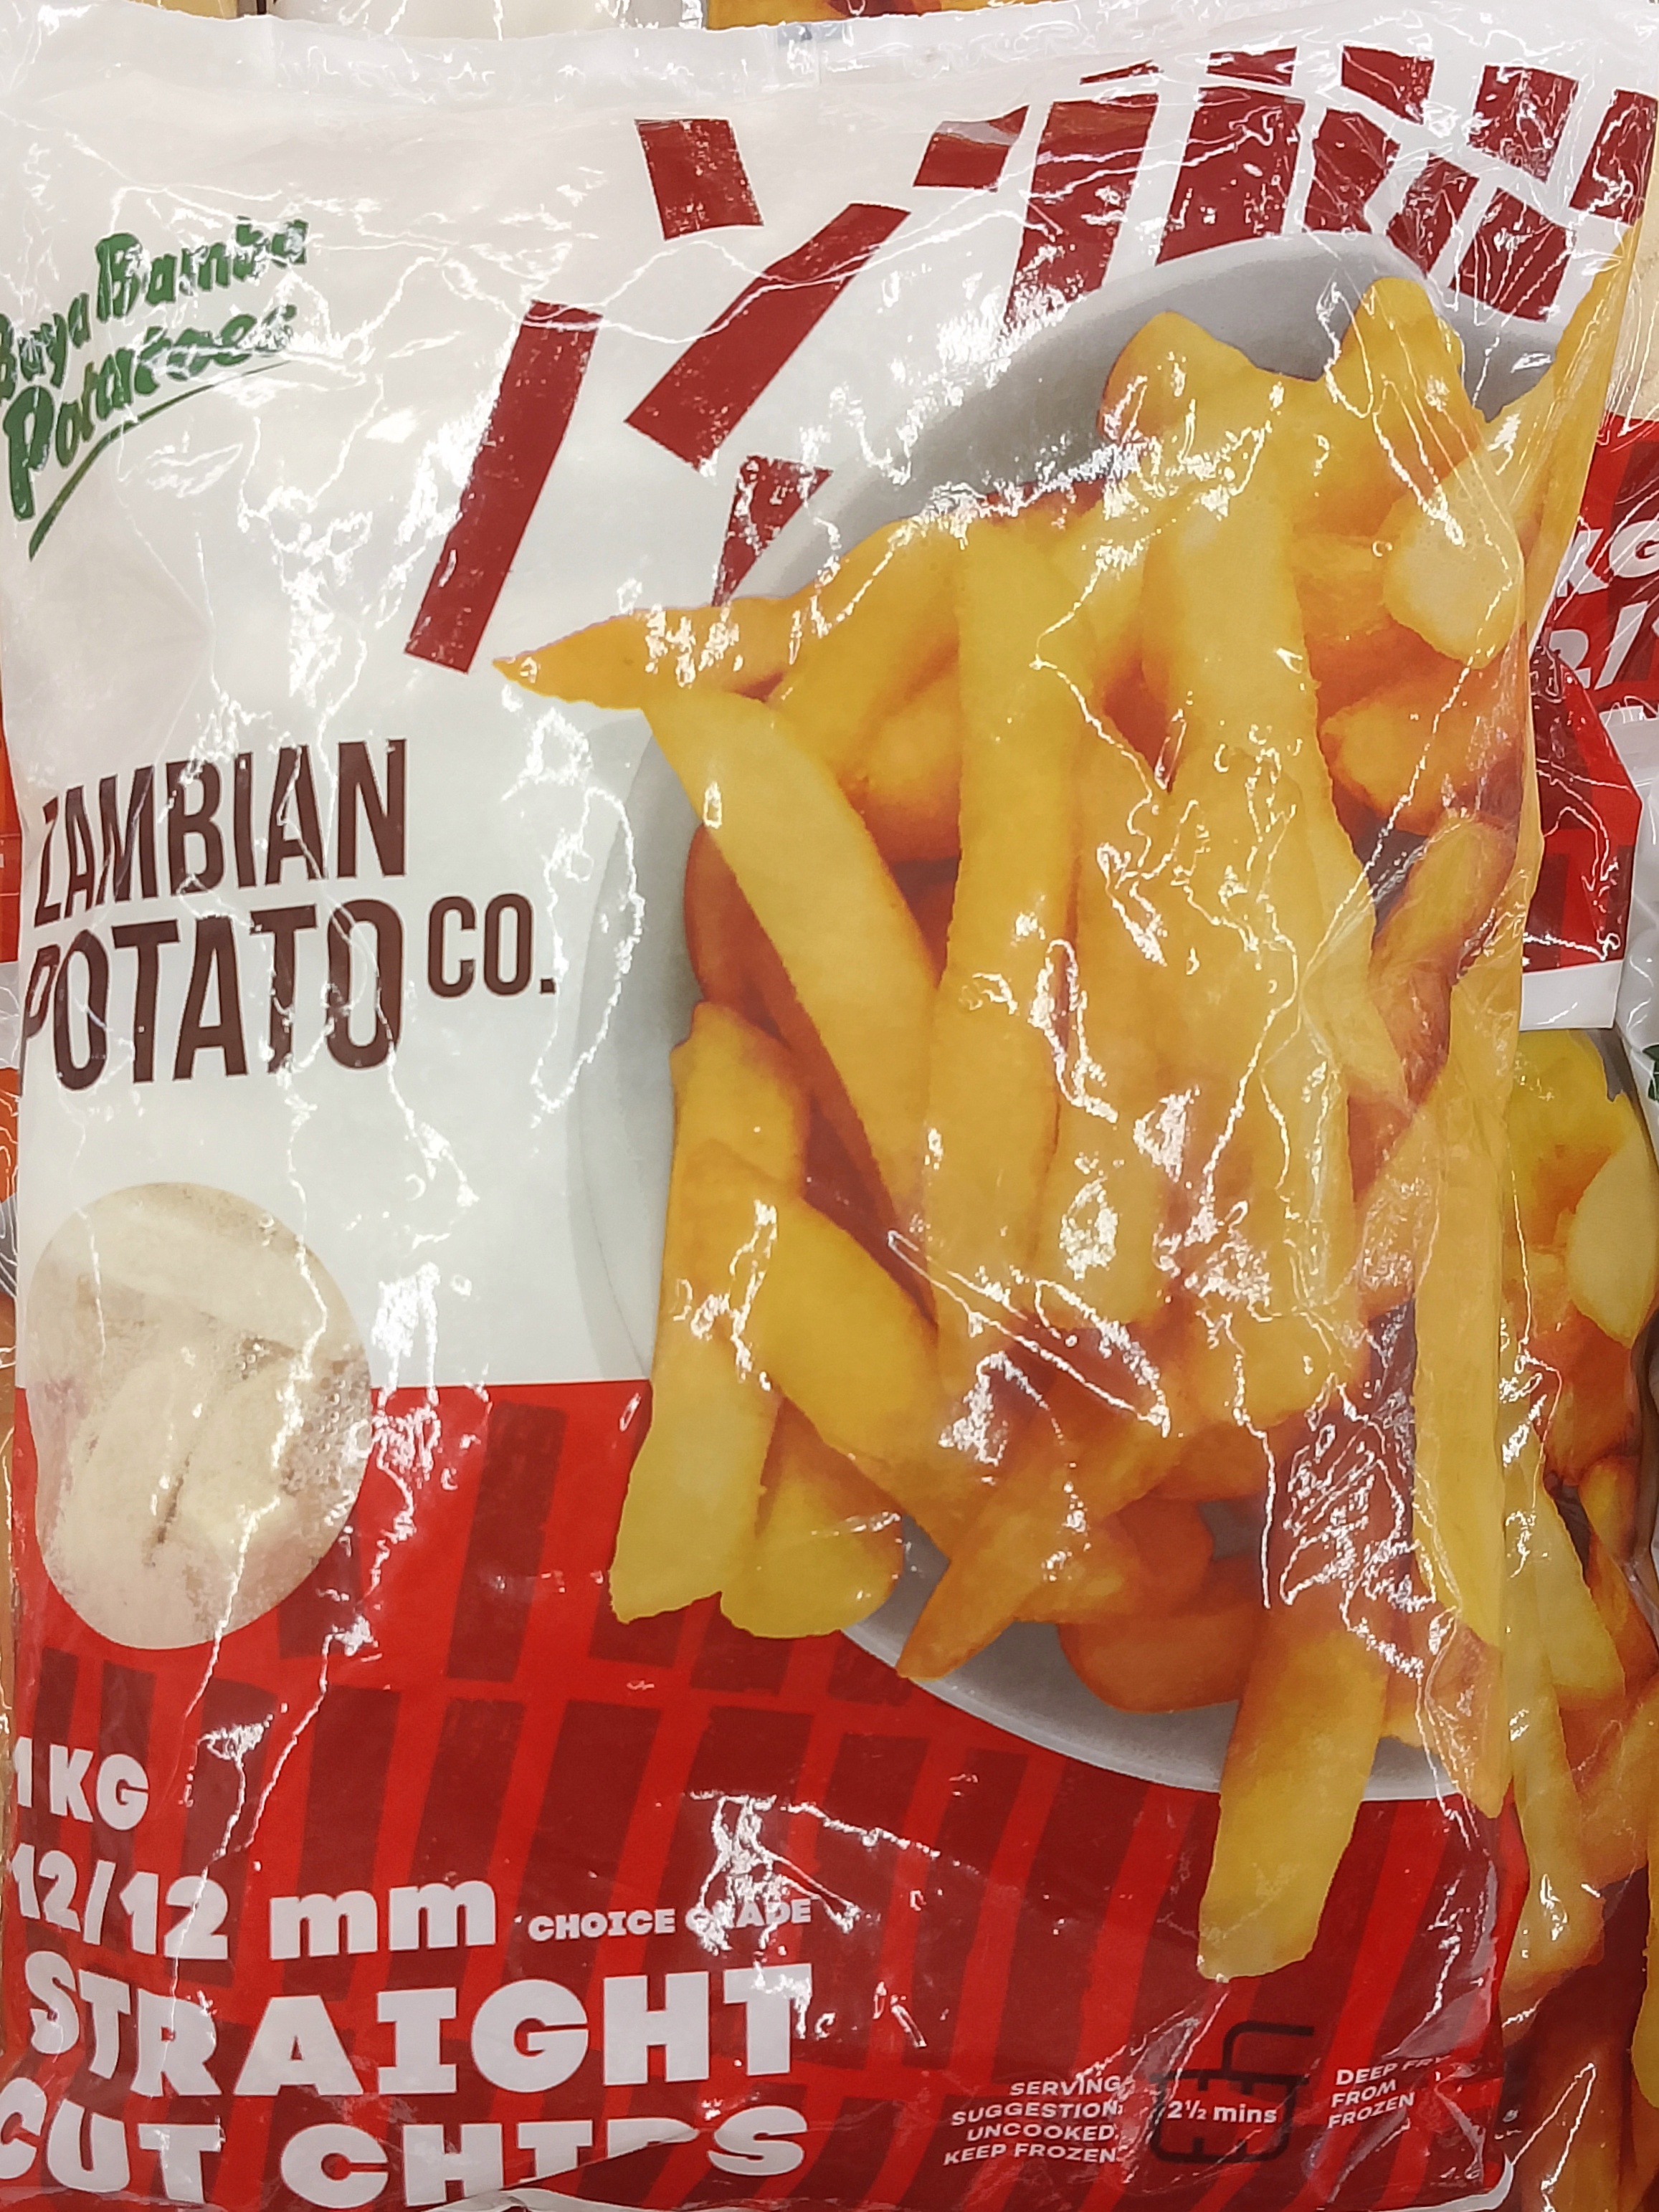 Buya Bamba
Potatoes
ZAMBIAN
POTATO CO.
1 KG
12/12 mm CHOICE GRADE
STRAIGHT
CUT CHIPS
SERVING
SUGGESTION.
UNCOOKED.
KEEP FROZEN.
2½ mins
DEEP FRY
FROM
FROZEN